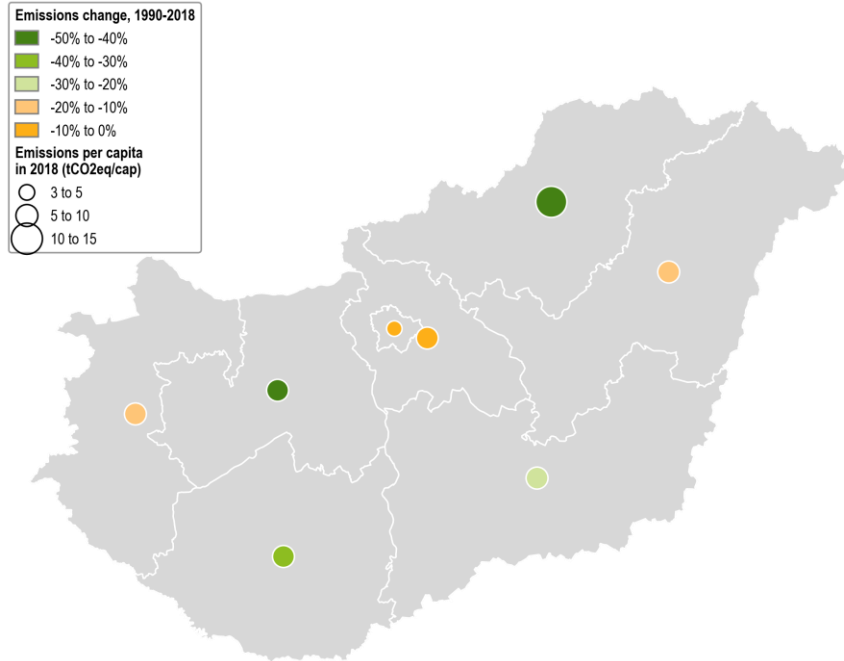 Emissions change, 1990-2018
-50% to -40%
-40% to -30%
-30% to -20%
-20% to -10%
-10% to 0%
Emissions per capita
in 2018 (tCO2eq/cap)
3 to 5
5 to 10
10 to 15